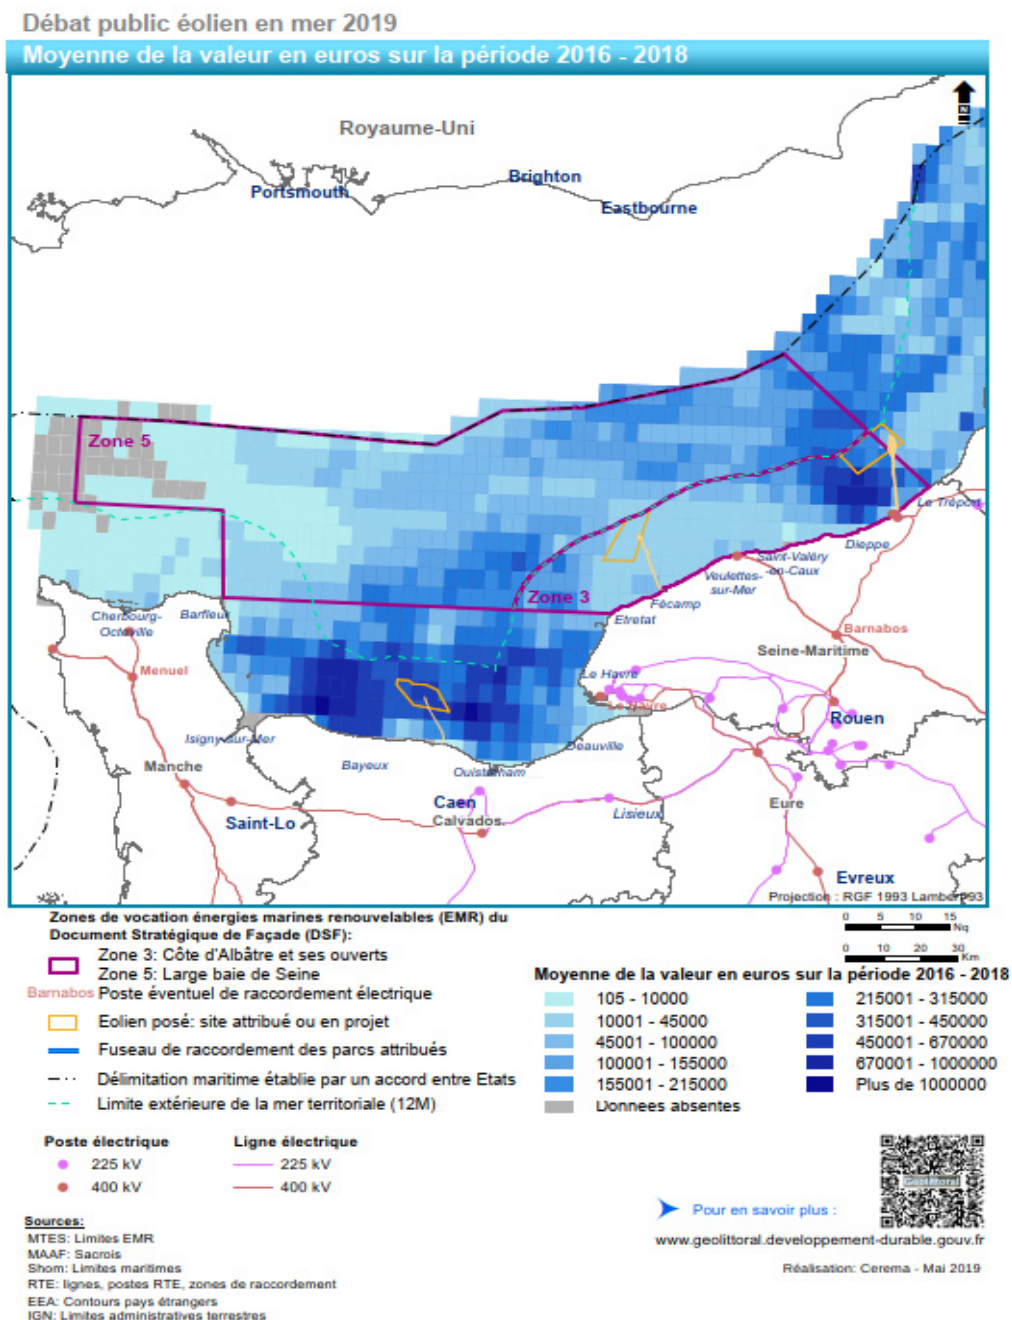 Débat public éolien en mer 2019
Moyenne de la valeur en euros sur la période 2016 - 2018
N
Royaume-Uni
Portsmouth
Brighton
Eastbourne
Zone 5
Zone 3
Le Tréport
Dieppe
Saint-Valéry
-en-Caux
Veulettes-
sur-Mer
Fécamp
Etretat
Cherbourg-
Octeville
Barfleur
Barnabos
Seine-Maritime
Menuel
Le Havre
Le Havre
Rouen
Isigny-sur-Mer
Deauville
Manche
Bayeux
Ouistreham
Caen
Calvados
Eure
Saint-Lo
Lisieux
Evreux
Projection : RGF 1993 Lambert 93
Zones de vocation énergies marines renouvelables (EMR) du
Document Stratégique de Façade (DSF):
Zone 3: Côte d'Albâtre et ses ouverts
Zone 5: Large baie de Seine
Barnabos Poste éventuel de raccordement électrique
Eolien posé: site attribué ou en projet
Fuseau de raccordement des parcs attribués
Délimitation maritime établie par un accord entre Etats
Limite extérieure de la mer territoriale (12M)
0 5 10 15
Nq
0 10 20 30
Km
Moyenne de la valeur en euros sur la période 2016 - 2018
105 - 10000
10001 - 45000
45001 - 100000
100001 - 155000
155001 - 215000
Données absentes
215001 - 315000
315001 - 450000
450001 - 670000
670001 - 1000000
Plus de 1000000
Poste électrique
225 kV
400 kV
Ligne électrique
225 kV
400 kV
Sources:
MTES: Limites EMR
MAAF: Sacrois
Shom: Limites maritimes
RTE: lignes, postes RTE, zones de raccordement
EEA: Contours pays étrangers
IGN: Limites administratives terrestres
Géolittoral
Pour en savoir plus :
www.geolittoral.developpement-durable.gouv.fr
Réalisation: Cerema - Mai 2019